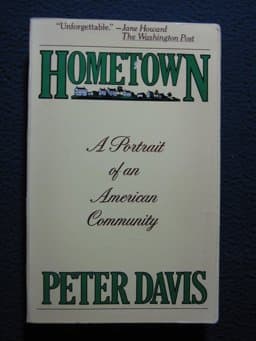 "Unforgettable." —Jane Howard
The Washington Post
HOMETOWN
A Portrait
of an
American
Community
PETER DAVIS